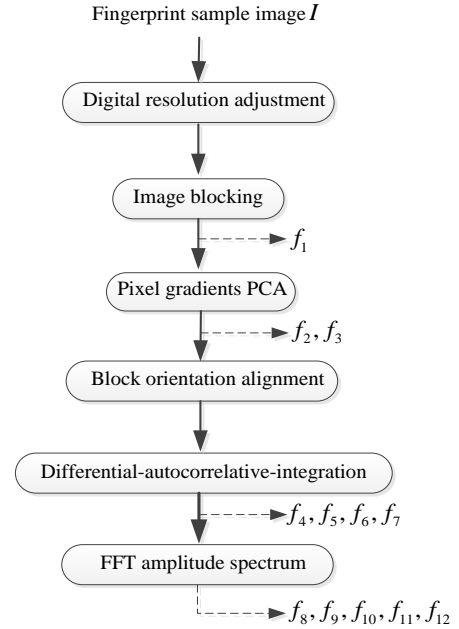 Fingerprint sample image I
Digital resolution adjustment
Image blocking
f₁
Pixel gradients PCA
f₂, f₃
Block orientation alignment
Differential-autocorrelative-integration
f₄, f₅, f₆, f₇
FFT amplitude spectrum
f₈, f₉, f₁₀, f₁₁, f₁₂